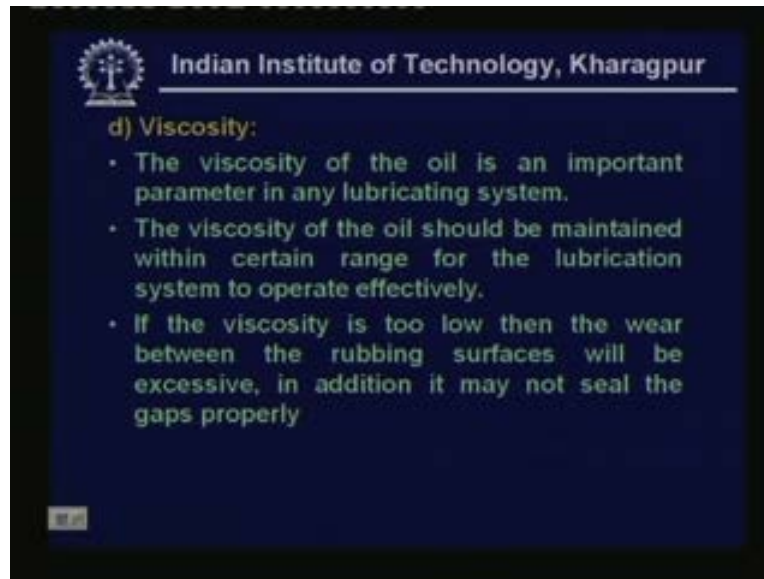 Indian Institute of Technology, Kharagpur
d) Viscosity:
• The viscosity of the oil is an important
parameter in any lubricating system.
• The viscosity of the oil should be maintained
within certain range for the lubrication
system to operate effectively.
• If the viscosity is too low then the wear
between the rubbing surfaces will be
excessive, in addition it may not seal the
gaps properly